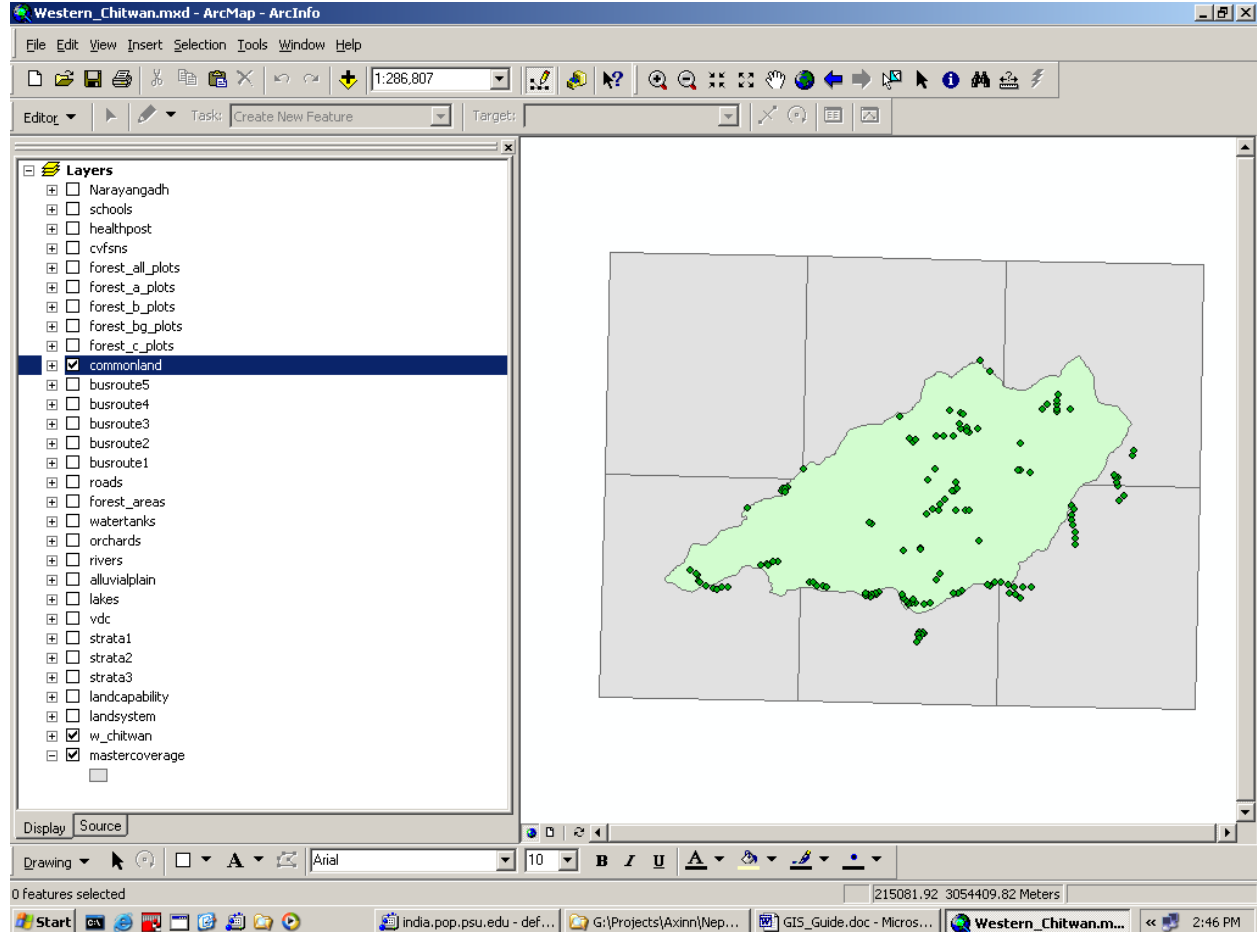 Western_Chitwan.mxd - ArcMap - ArcInfo
File Edit View Insert Selection Tools Window Help
1:286,807
Editor Task: Create New Feature Target:
Layers
Narayangadh
schools
healthpost
cvfsns
forest_all_plots
forest_a_plots
forest_b_plots
forest_bg_plots
forest_c_plots
commonland
busroute5
busroute4
busroute3
busroute2
busroute1
roads
forest_areas
watertanks
orchards
rivers
alluvialplain
lakes
vdc
strata1
strata2
strata3
landcapability
landsystem
w_chitwan
mastercoverage
Display Source
Drawing A Arial 10 B I U A
0 features selected 215081.92 3054409.82 Meters
Start india.pop.psu.edu - def... G:\Projects\Axinn\Nep... GIS_Guide.doc - Micros... Western_Chitwan.m... « 2:46 PM